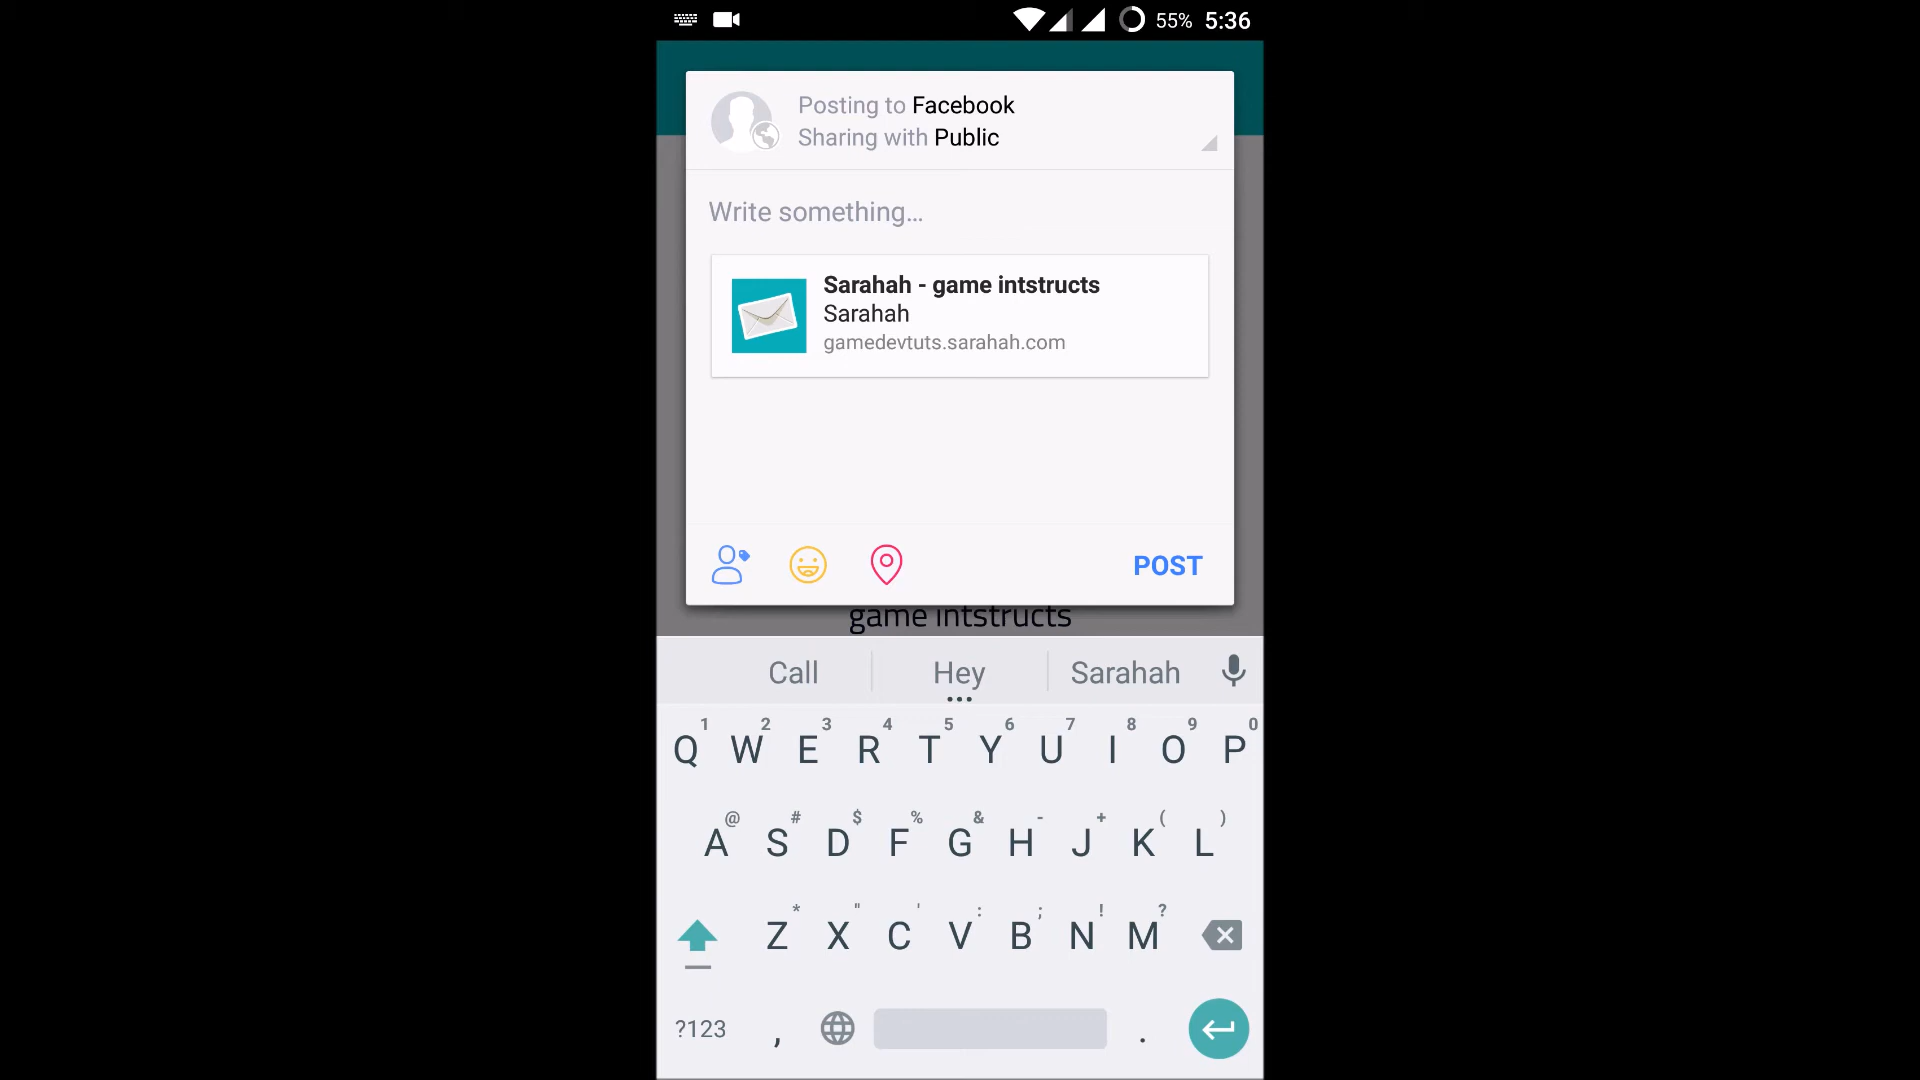 55% 5:36
Posting to Facebook
Sharing with Public
Write something...
Sarahah - game intstructs
Sarahah
gamedevtuts.sarahah.com
POST
game intstructs
Call Hey Sarahah
...
1 2 3 4 5 6 7 8 9 0
Q W E R T Y U I O P
@ # $ % & - + ( )
A S D F G H J K L
* " ' : ; ! ?
Z X C V B N M
?123 , .